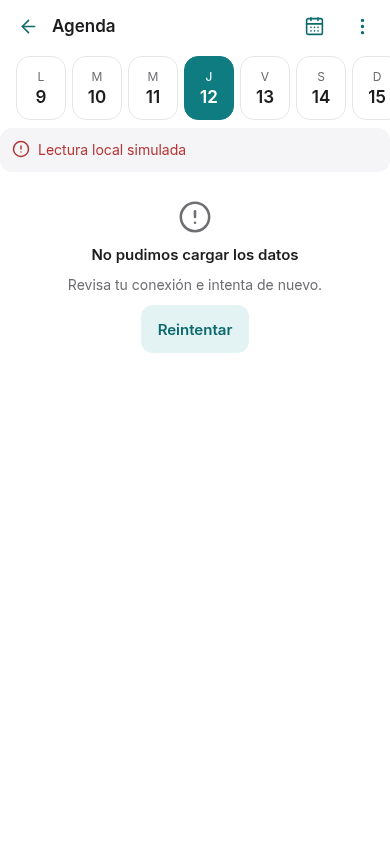 Agenda
L M M J V S D
9 10 11 12 13 14 15
Lectura local simulada
No pudimos cargar los datos
Revisa tu conexión e intenta de nuevo.
Reintentar